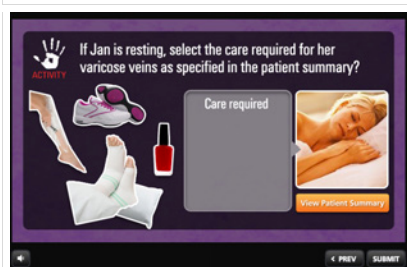 If Jan is resting, select the care required for her
varicose veins as specified in the patient summary?
ACTIVITY
Care required
View Patient Summary
< PREV
SUBMIT